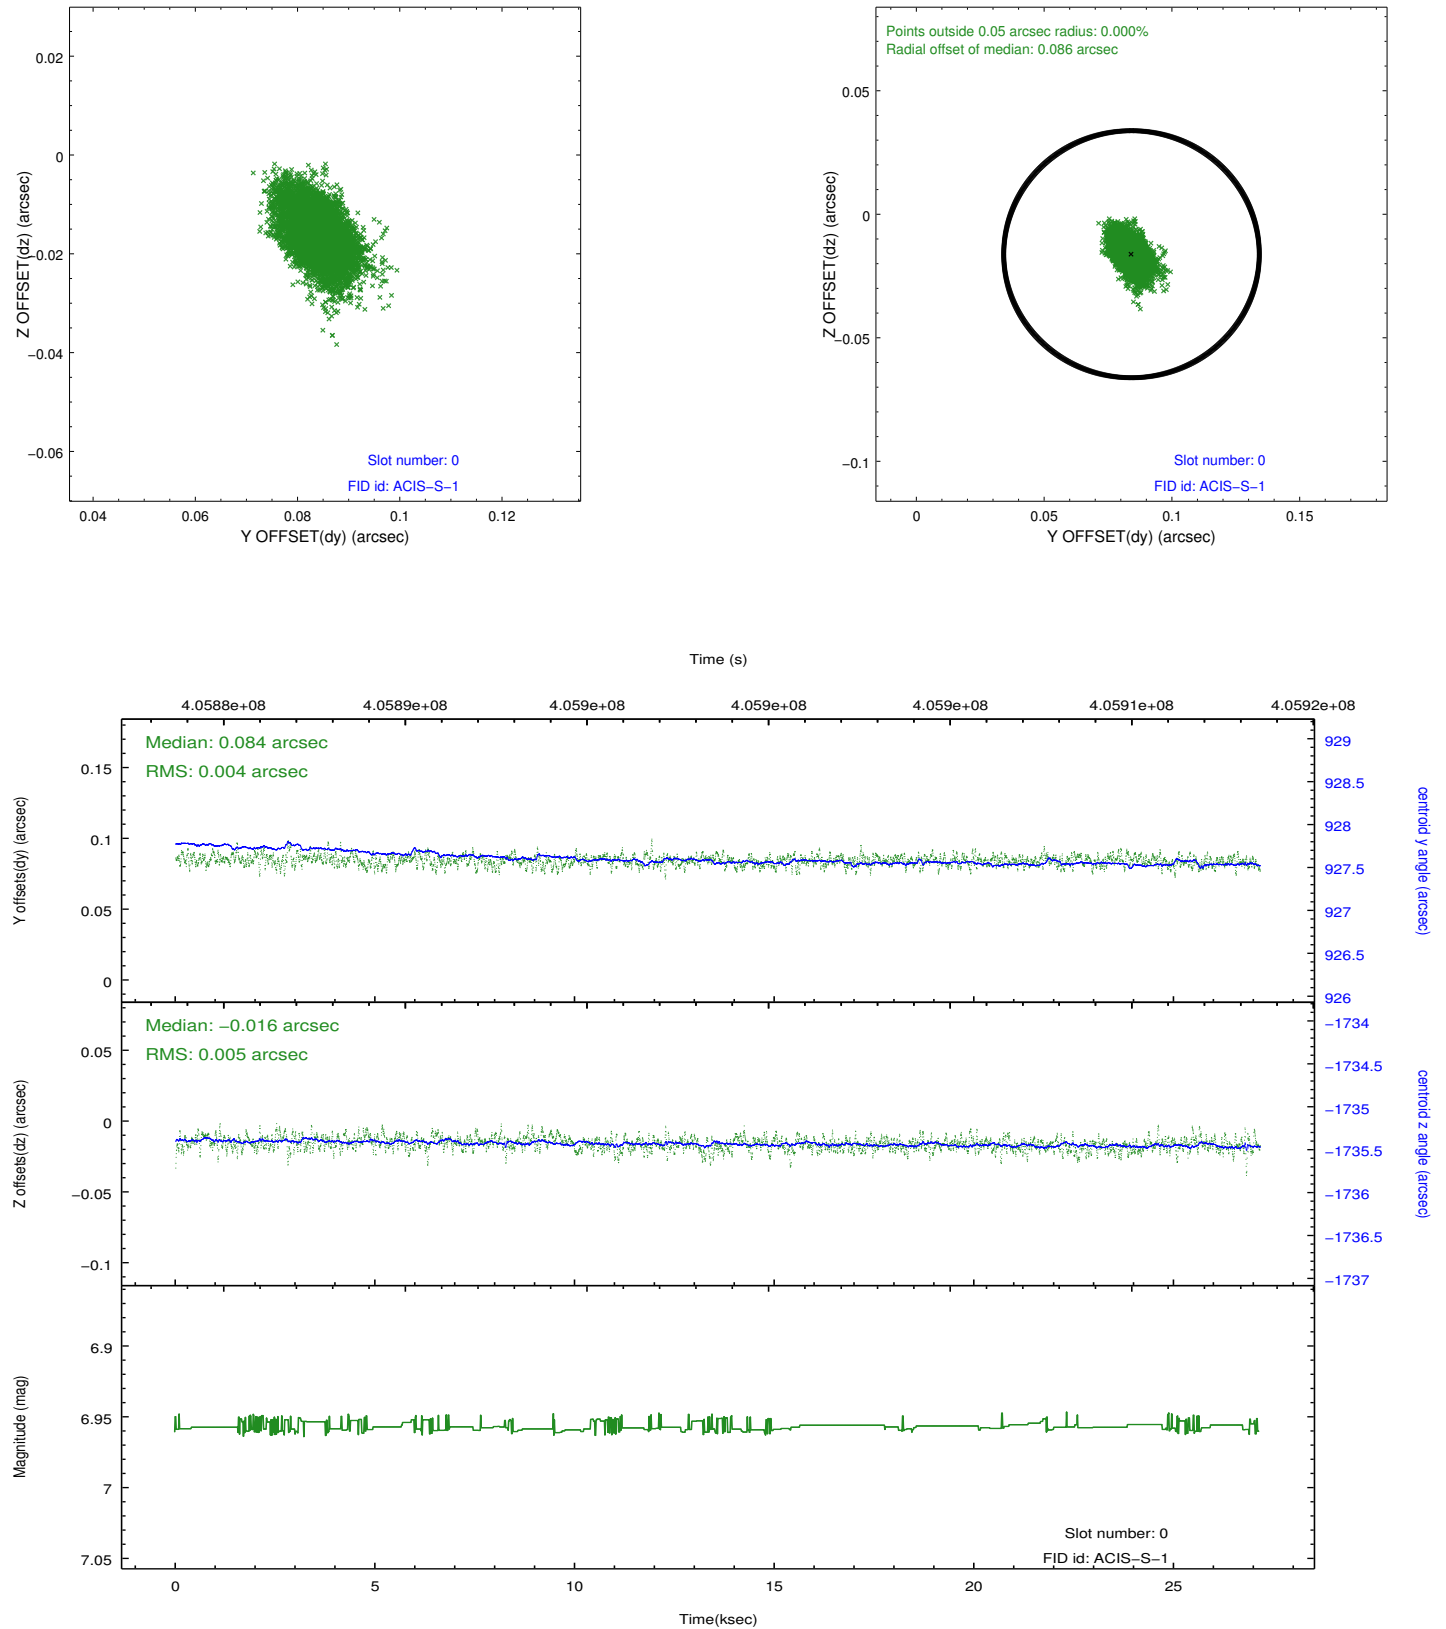 0.02
0
−0.02
−0.04
−0.06
Z OFFSET(dz) (arcsec)
Slot number: 0
FID id: ACIS−S−1
0.04 0.06 0.08 0.1 0.12
Y OFFSET(dy) (arcsec)
Points outside 0.05 arcsec radius: 0.000%
Radial offset of median: 0.086 arcsec
0.05
0
−0.05
−0.1
Z OFFSET(dz) (arcsec)
Slot number: 0
FID id: ACIS−S−1
0 0.05 0.1 0.15
Y OFFSET(dy) (arcsec)
Time (s)
4.0588e+08 4.0589e+08 4.059e+08 4.059e+08 4.059e+08 4.0591e+08 4.0592e+08
Median: 0.084 arcsec
RMS: 0.004 arcsec
0.15
0.1
0.05
0
Y offsets(dy) (arcsec)
929
928.5
928
927.5
927
926.5
926
centroid y angle (arcsec)
Median: −0.016 arcsec
RMS: 0.005 arcsec
0.05
0
−0.05
−0.1
Z offsets(dz) (arcsec)
−1734
−1734.5
−1735
−1735.5
−1736
−1736.5
−1737
centroid z angle (arcsec)
6.9
6.95
7
7.05
Magnitude (mag)
Slot number: 0
FID id: ACIS−S−1
0 5 10 15 20 25
Time(ksec)